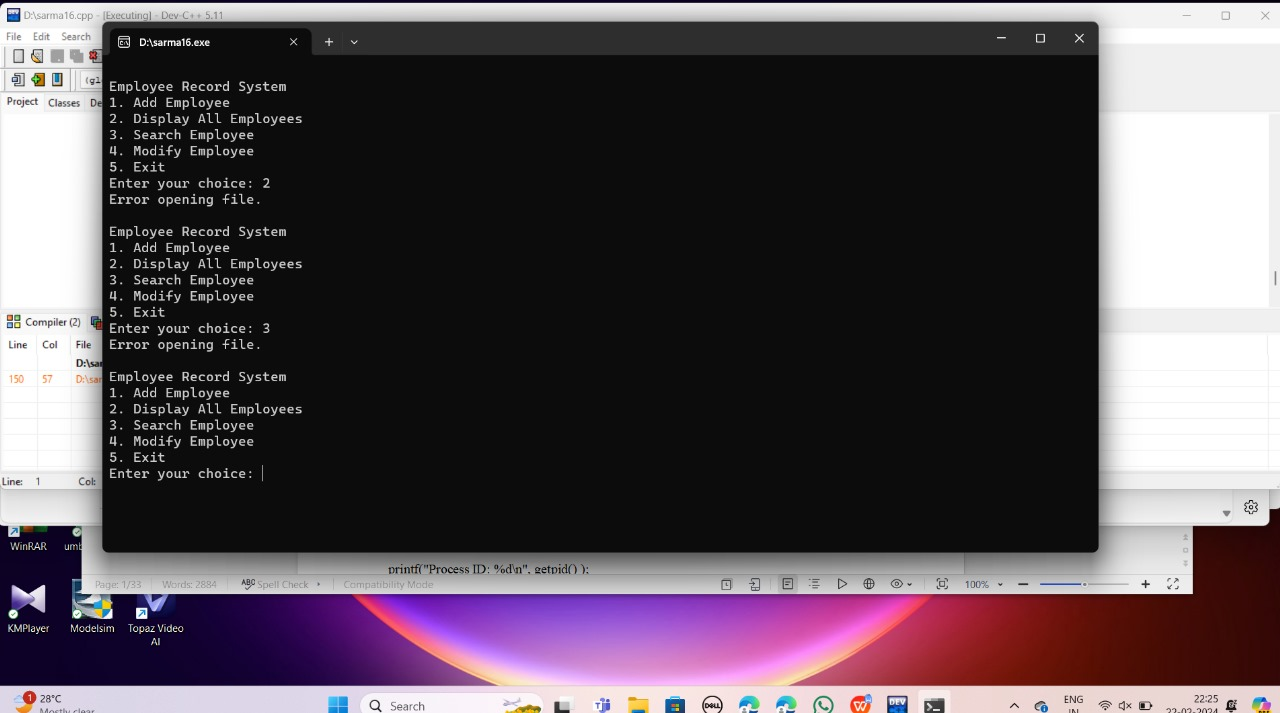 D:\sarma16.cpp - [Executing] - Dev-C++ 5.11
File Edit Search
D:\sarma16.exe
Project Classes
Employee Record System
1. Add Employee
2. Display All Employees
3. Search Employee
4. Modify Employee
5. Exit
Enter your choice: 2
Error opening file.
Employee Record System
1. Add Employee
2. Display All Employees
3. Search Employee
4. Modify Employee
5. Exit
Enter your choice: 3
Error opening file.
Employee Record System
1. Add Employee
2. Display All Employees
3. Search Employee
4. Modify Employee
5. Exit
Enter your choice:
Compiler (2)
Line Col File
D:\sar
150 57 D:\sar
Line: 1 Col:
printf("Process ID: %d\n", getpid() );
Page: 1/33 Words: 2884 Spell Check Compatibility Mode 100%
WinRAR
KMPlayer Modelsim Topaz Video AI
1 28°C
Mostly clear
Search
DELL
DEV
ENG
IN
22:25
22-02-2024